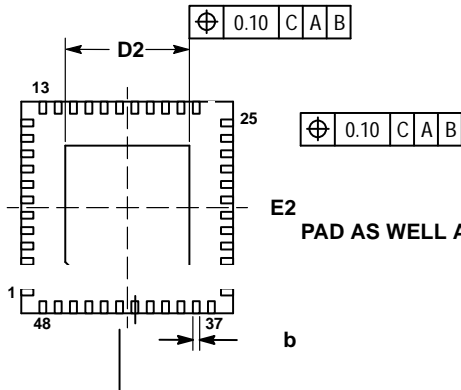 ⌖ 0.10 C A B
D2
13
25
⌖ 0.10 C A B
E2
PAD AS WELL A
1
48
37
b